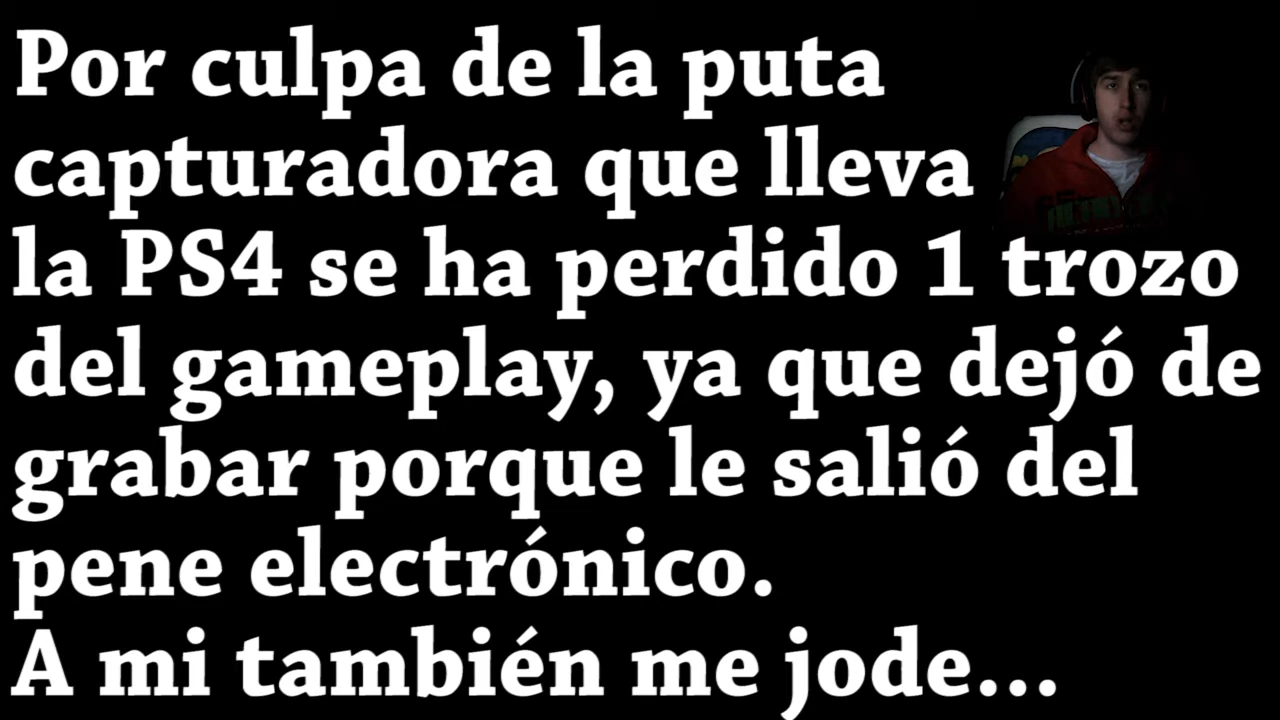 Por culpa de la puta
capturadora que lleva
la PS4 se ha perdido 1 trozo
del gameplay, ya que dejó de
grabar porque le salió del
pene electrónico.
A mi también me jode...